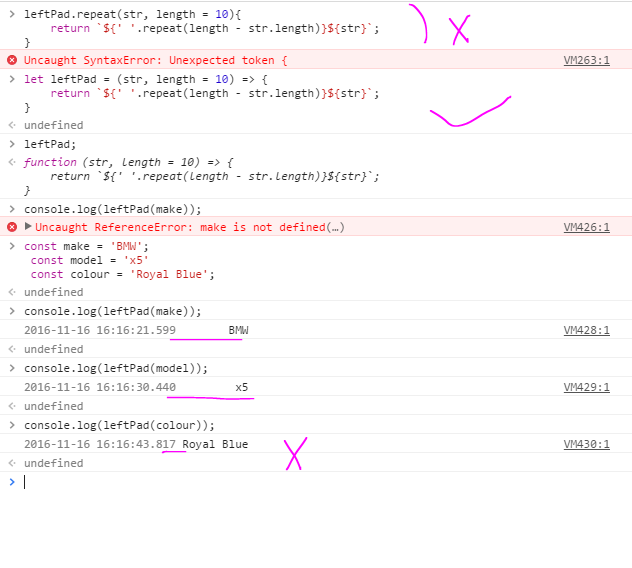 leftPad.repeat(str, length = 10){
return `${' '.repeat(length - str.length)}${str}`;
}
Uncaught SyntaxError: Unexpected token { VM263:1
let leftPad = (str, length = 10) => {
return `${' '.repeat(length - str.length)}${str}`;
}
undefined
leftPad;
function (str, length = 10) => {
return `${' '.repeat(length - str.length)}${str}`;
}
console.log(leftPad(make));
Uncaught ReferenceError: make is not defined(…) VM426:1
const make = 'BMW';
const model = 'x5'
const colour = 'Royal Blue';
undefined
console.log(leftPad(make));
2016-11-16 16:16:21.599 BMW VM428:1
undefined
console.log(leftPad(model));
2016-11-16 16:16:30.440 x5 VM429:1
undefined
console.log(leftPad(colour));
2016-11-16 16:16:43.817 Royal Blue VM430:1
undefined